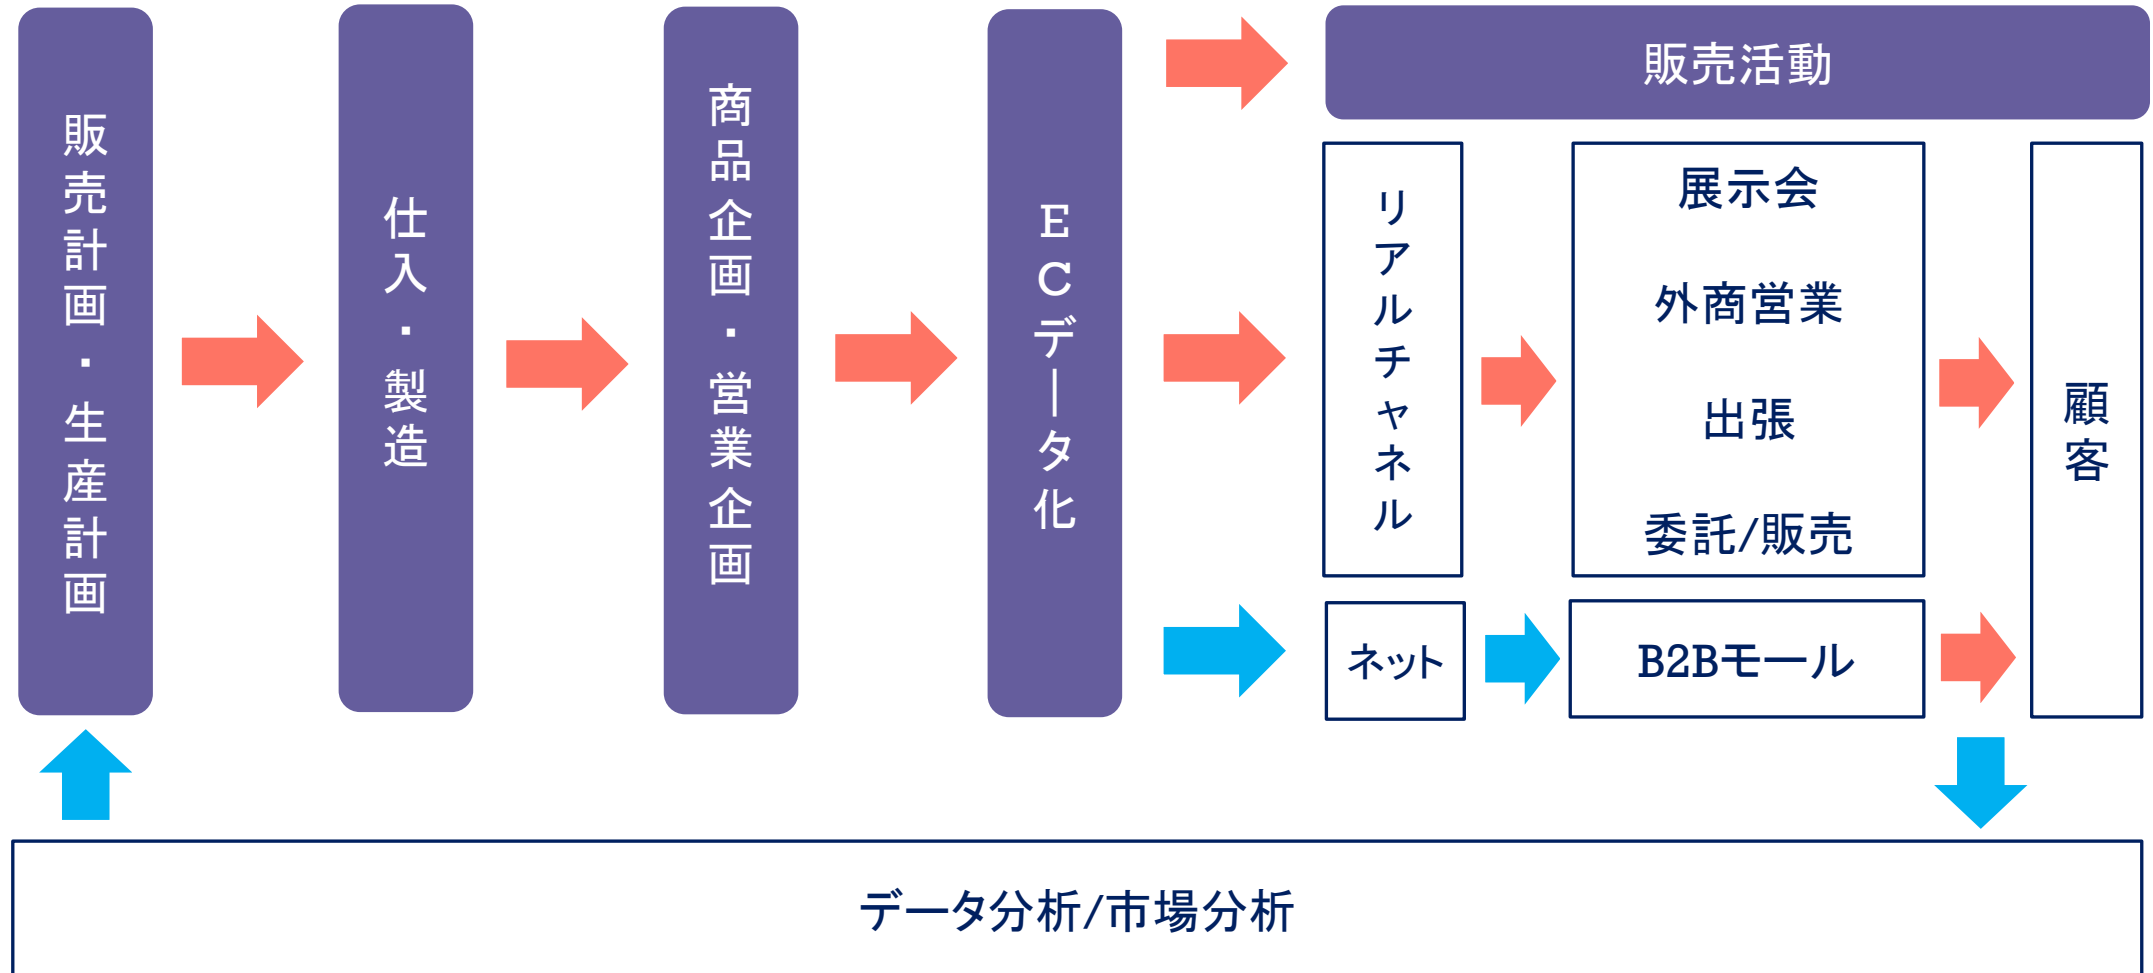 販売計画・生産計画
仕入・製造
商品企画・営業企画
ECデータ化
販売活動
リアルチャネル
展示会
外商営業
出張
委託/販売
顧客
ネット
B2Bモール
データ分析/市場分析